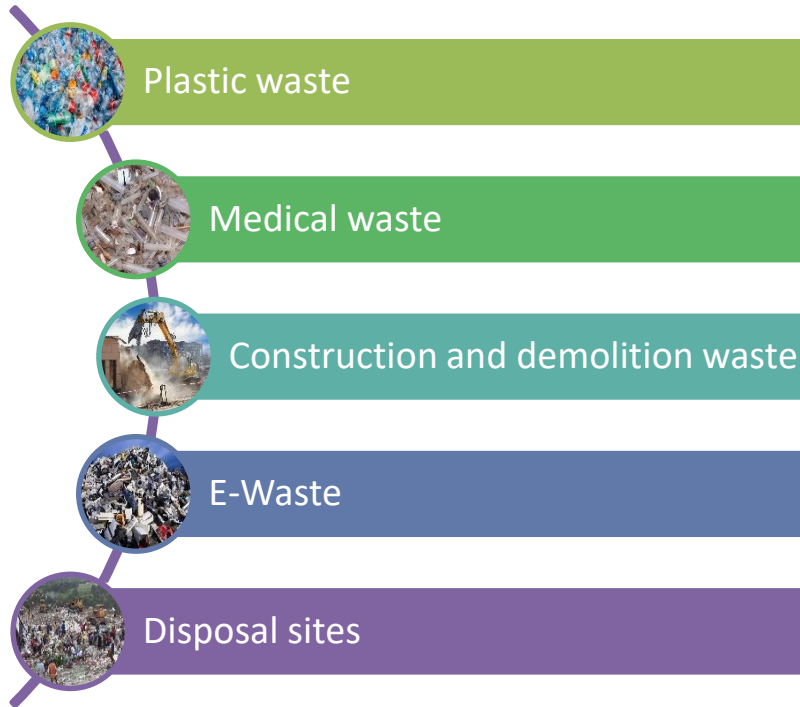 Plastic waste
Medical waste
Construction and demolition waste
E-Waste
Disposal sites